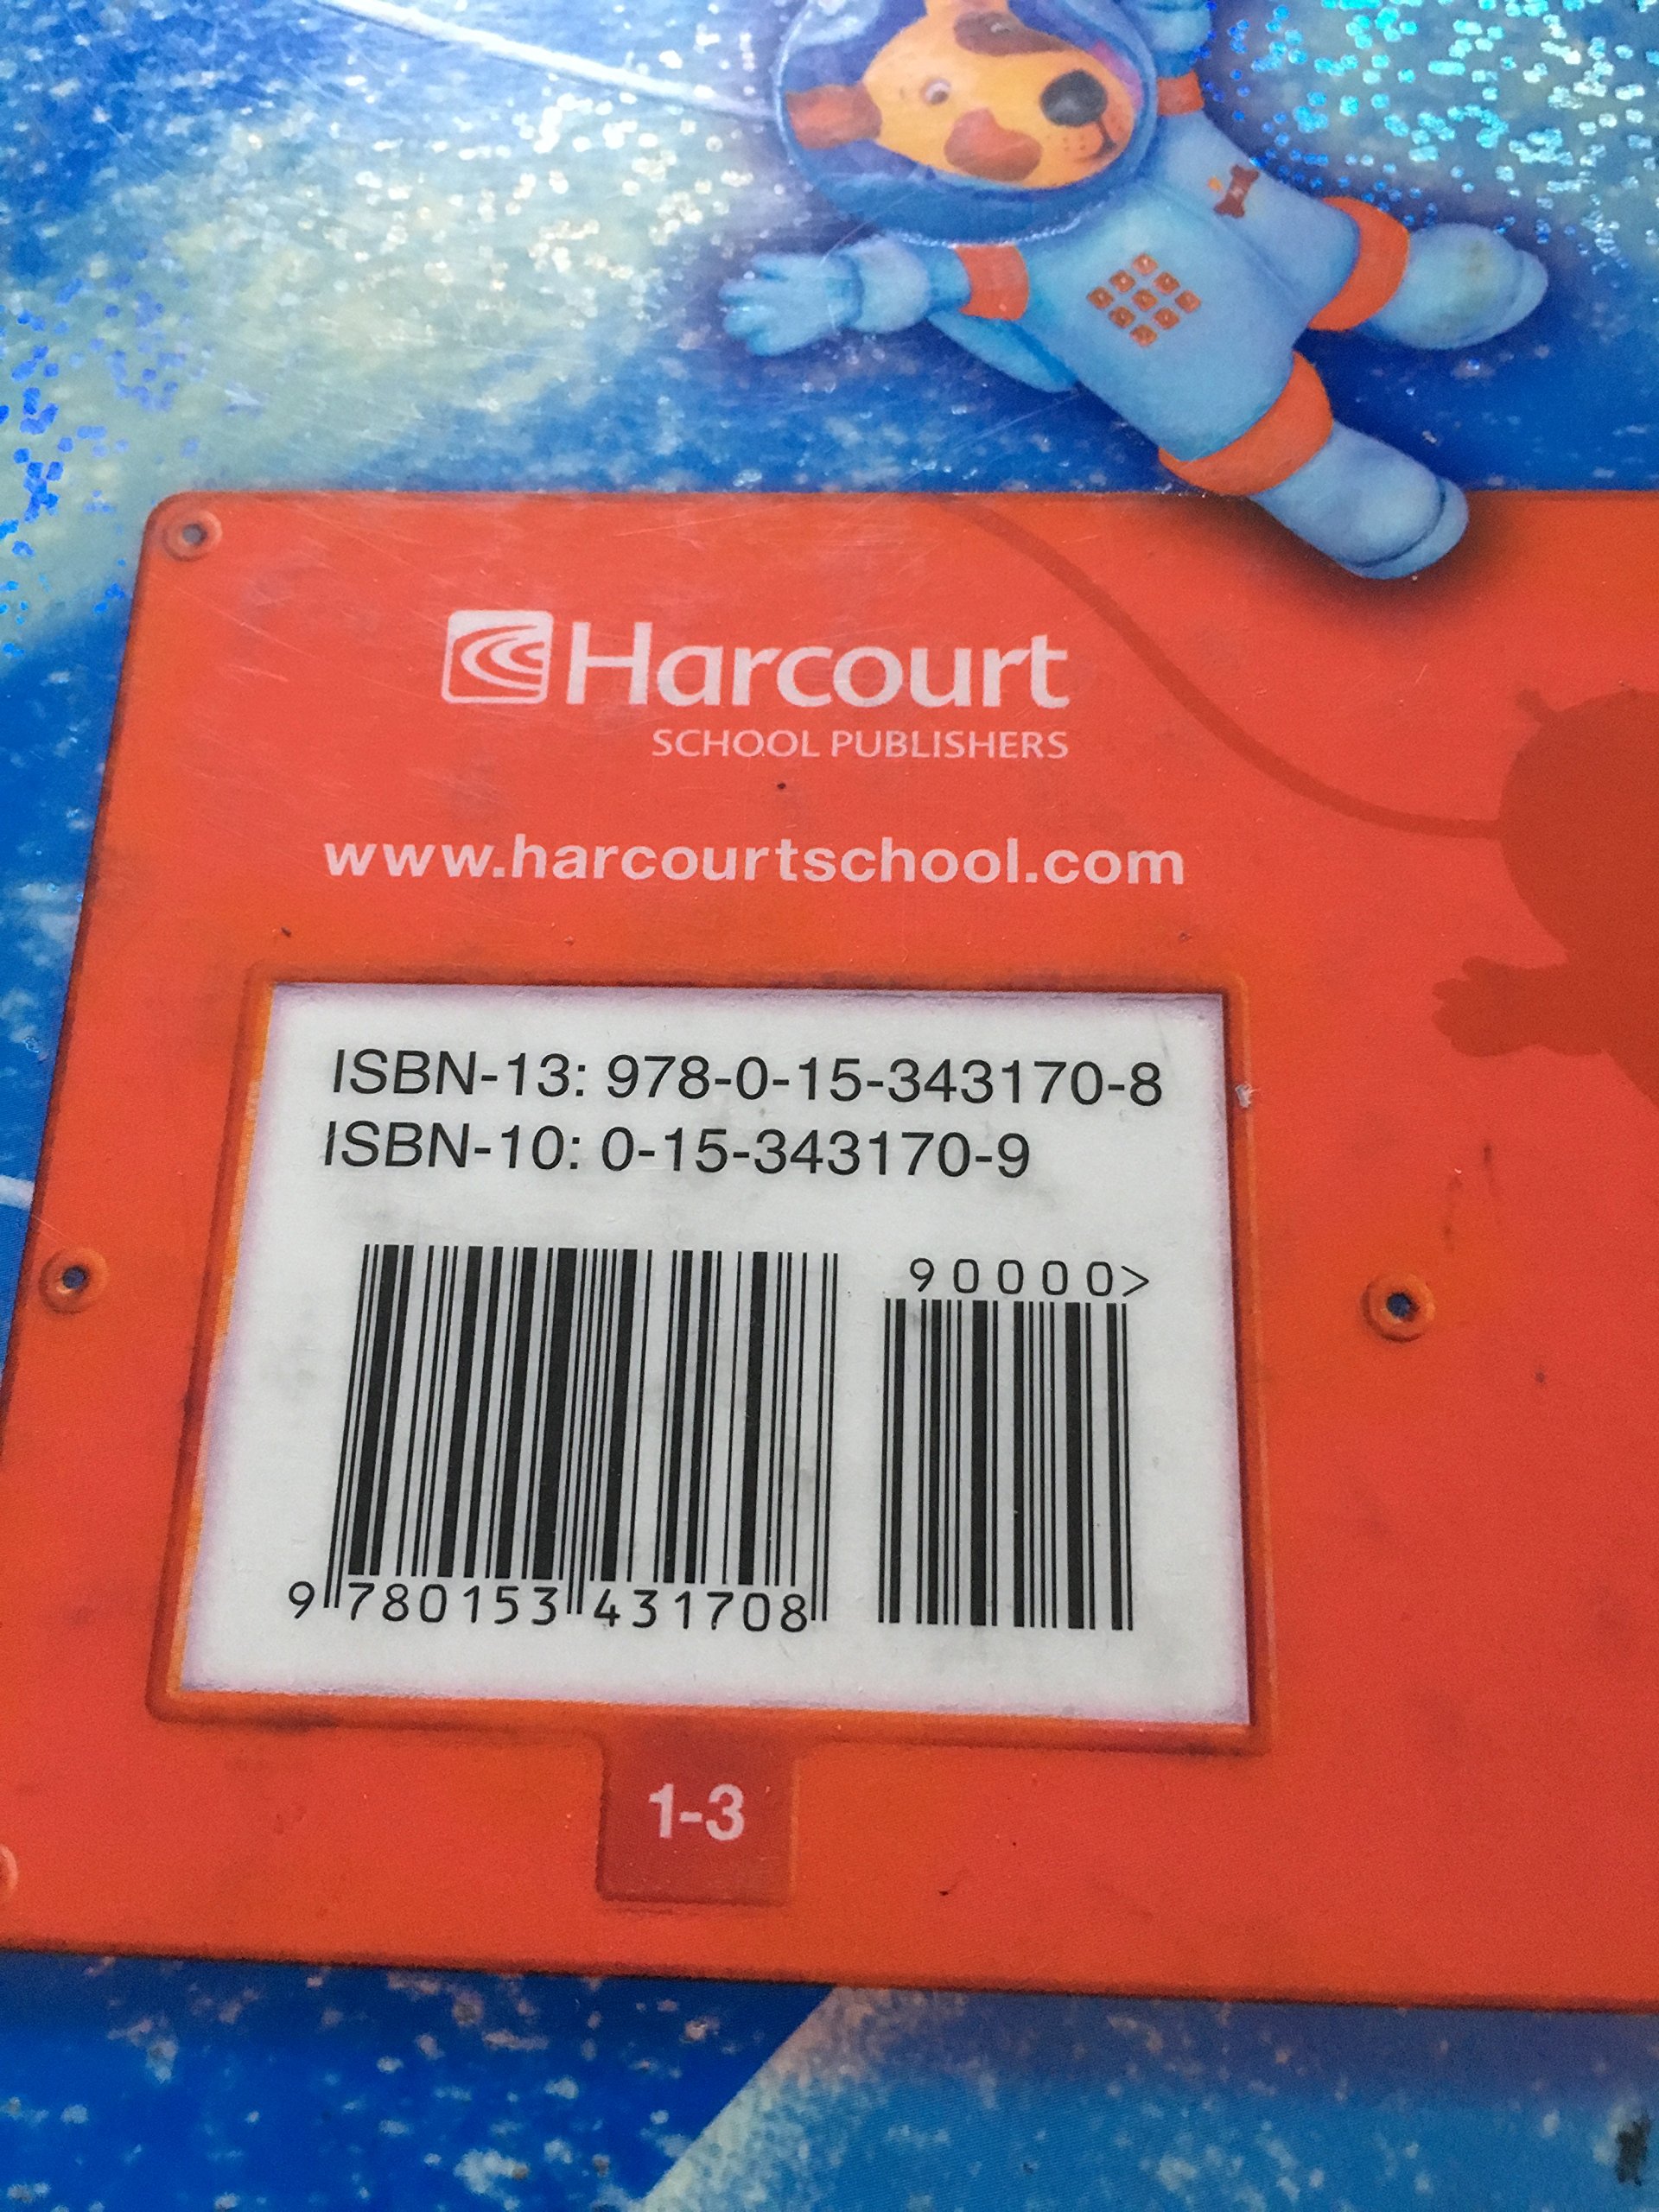 Harcourt
SCHOOL PUBLISHERS
www.harcourtschool.com
ISBN-13: 978-0-15-343170-8
ISBN-10: 0-15-343170-9
90000>
9 780153 431708
1-3